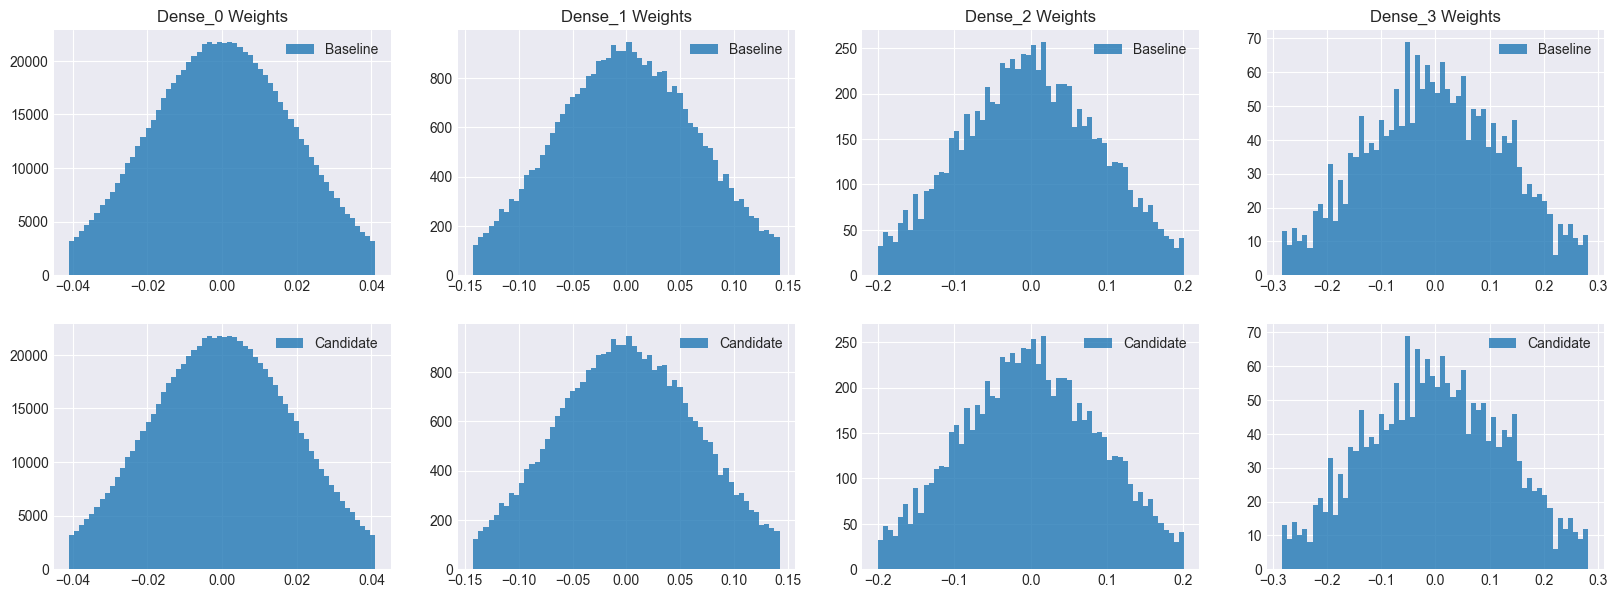 Dense_0 Weights
Dense_1 Weights
Dense_2 Weights
Dense_3 Weights
Baseline
Baseline
Baseline
Baseline
20000
15000
10000
5000
0
−0.04 −0.02 0.00 0.02 0.04
800
600
400
200
0
−0.15 −0.10 −0.05 0.00 0.05 0.10 0.15
250
200
150
100
50
0
−0.2 −0.1 0.0 0.1 0.2
70
60
50
40
30
20
10
0
−0.3 −0.2 −0.1 0.0 0.1 0.2 0.3
Candidate
Candidate
Candidate
Candidate
20000
15000
10000
5000
0
−0.04 −0.02 0.00 0.02 0.04
800
600
400
200
0
−0.15 −0.10 −0.05 0.00 0.05 0.10 0.15
250
200
150
100
50
0
−0.2 −0.1 0.0 0.1 0.2
70
60
50
40
30
20
10
0
−0.3 −0.2 −0.1 0.0 0.1 0.2 0.3